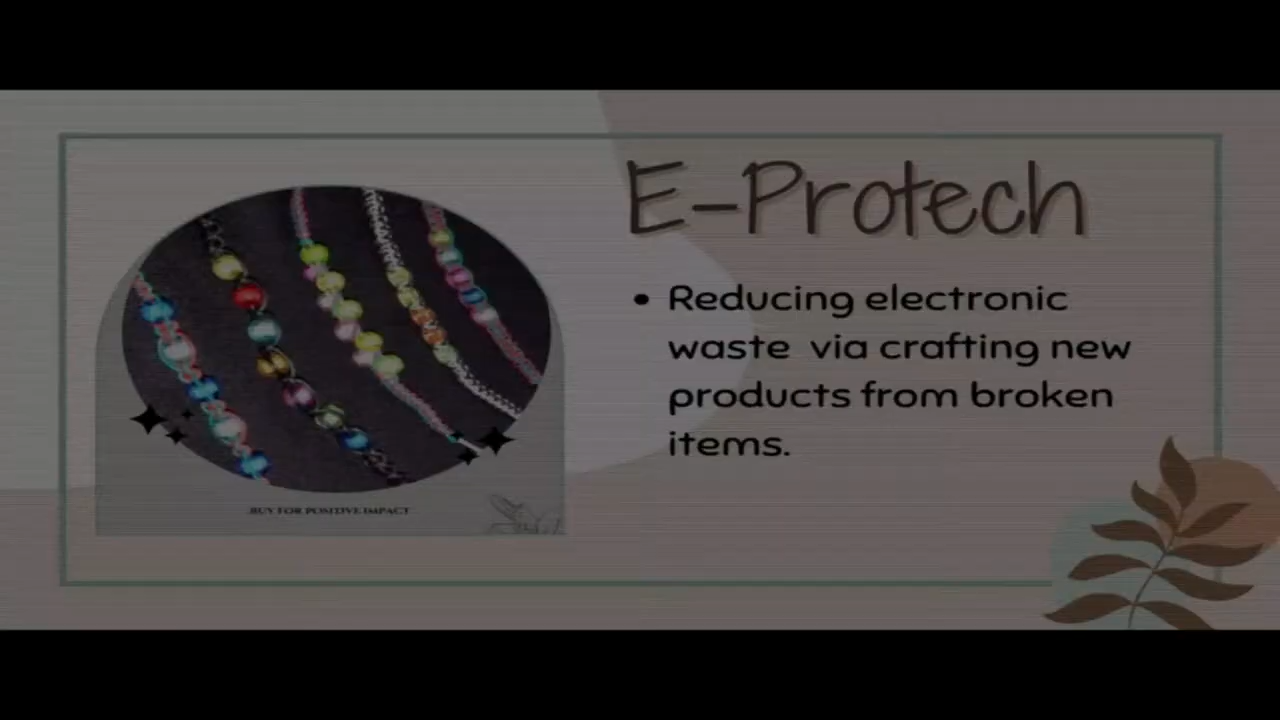 E-Protech
• Reducing electronic
waste via crafting new
products from broken
items.
BUY FOR POSITIVE IMPACT